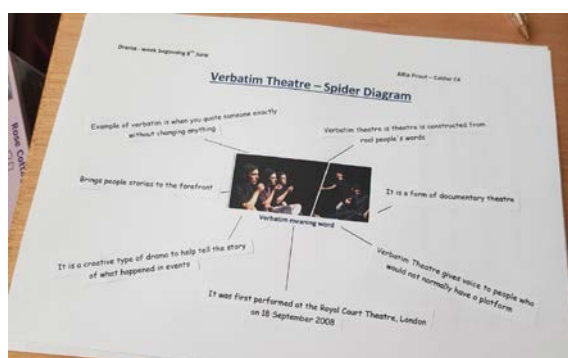 Drama - week beginning 8th June
Alfie Prout - Calder C4
Verbatim Theatre – Spider Diagram
Example of verbatim is when you quote someone exactly
without changing anything
Verbatim theatre is theatre is constructed from
real people's words
Brings people stories to the forefront
It is a form of documentary theatre
Verbatim meaning word
It is a creative type of drama to help tell the story
of what happened in events
Verbatim Theatre gives voice to people who
would not normally have a platform
It was first performed at the Royal Court Theatre, London
on 18 September 2008
Rose